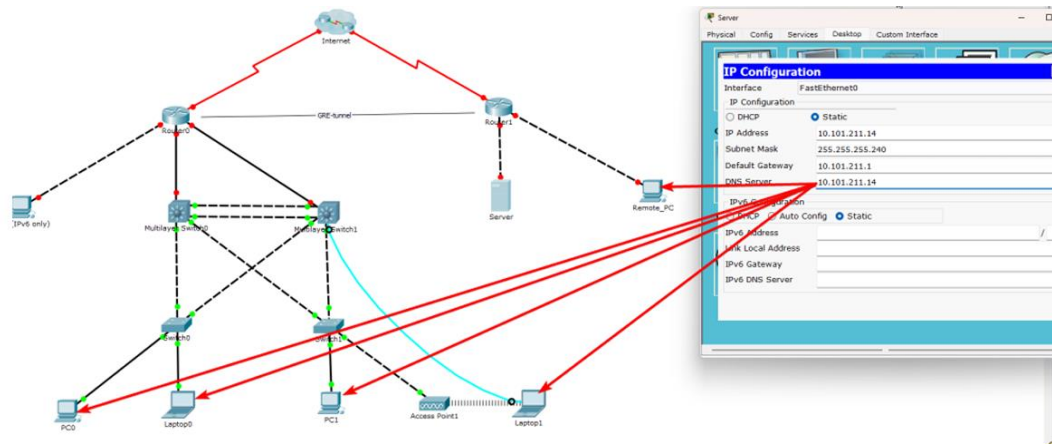 Internet
GRE-tunnel
Router0
Router1
(IPv6 only)
Multilayer Switch0
Multilayer Switch1
Server
Remote_PC
Switch0
Switch1
PC0
Laptop0
PC1
Access Point1
Laptop1
Server
Physical Config Services Desktop Custom Interface
IP Configuration
Interface FastEthernet0
IP Configuration
DHCP Static
IP Address 10.101.211.14
Subnet Mask 255.255.255.240
Default Gateway 10.101.211.1
DNS Server 10.101.211.14
IPv6 Configuration
DHCP Auto Config Static
IPv6 Address /
Link Local Address
IPv6 Gateway
IPv6 DNS Server